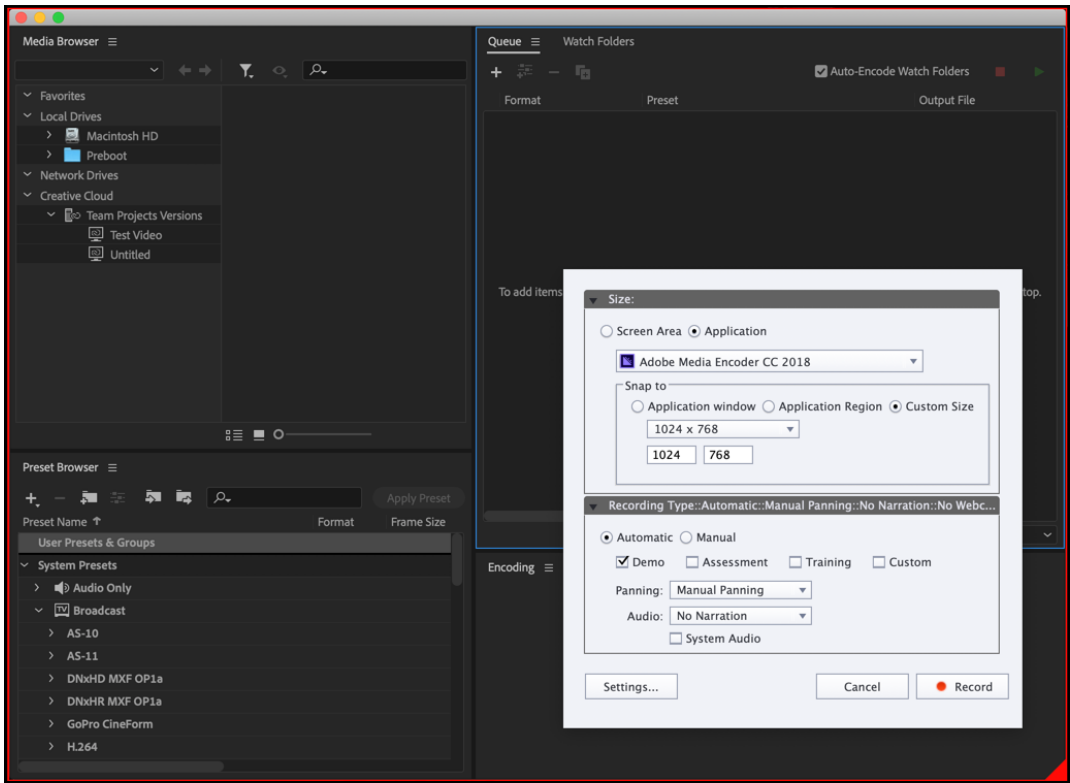 Media Browser
Favorites
Local Drives
Macintosh HD
Preboot
Network Drives
Creative Cloud
Team Projects Versions
Test Video
Untitled
Preset Browser
Apply Preset
Preset Name Format Frame Size
User Presets & Groups
System Presets
Audio Only
TV Broadcast
AS-10
AS-11
DNxHD MXF OP1a
DNxHR MXF OP1a
GoPro CineForm
H.264
Queue Watch Folders
Auto-Encode Watch Folders
Format Preset Output File
To add items
top.
Encoding
Size:
Screen Area Application
Adobe Media Encoder CC 2018
Snap to
Application window Application Region Custom Size
1024 x 768
1024 768
Recording Type::Automatic::Manual Panning::No Narration::No Webc...
Automatic Manual
Demo Assessment Training Custom
Panning: Manual Panning
Audio: No Narration
System Audio
Settings... Cancel Record